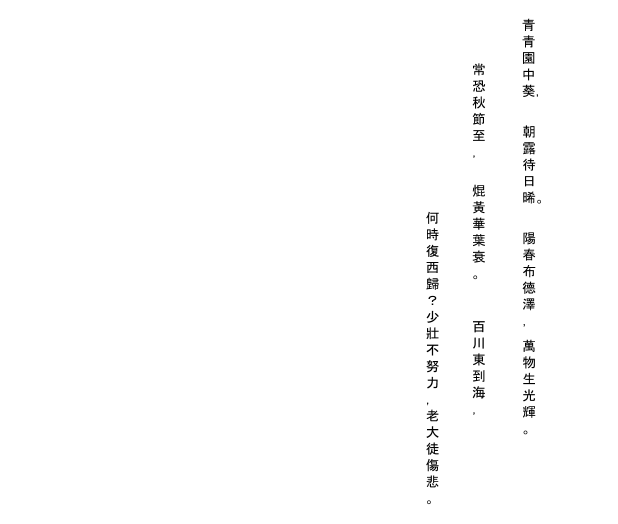 青青園中葵, 朝露待日晞。 陽春布德澤, 萬物生光輝。
常恐秋節至, 焜黃華葉衰。 百川東到海,
何時復西歸?少壯不努力,老大徒傷悲。